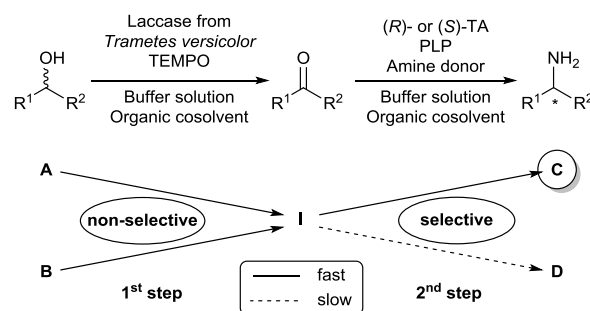 OH
R1 R2
Laccase from
Trametes versicolor
TEMPO
Buffer solution
Organic cosolvent
O
R1 R2
(R)- or (S)-TA
PLP
Amine donor
Buffer solution
Organic cosolvent
NH2
R1 * R2
A
B
non-selective
1st step
I
selective
2nd step
C
D
fast
slow